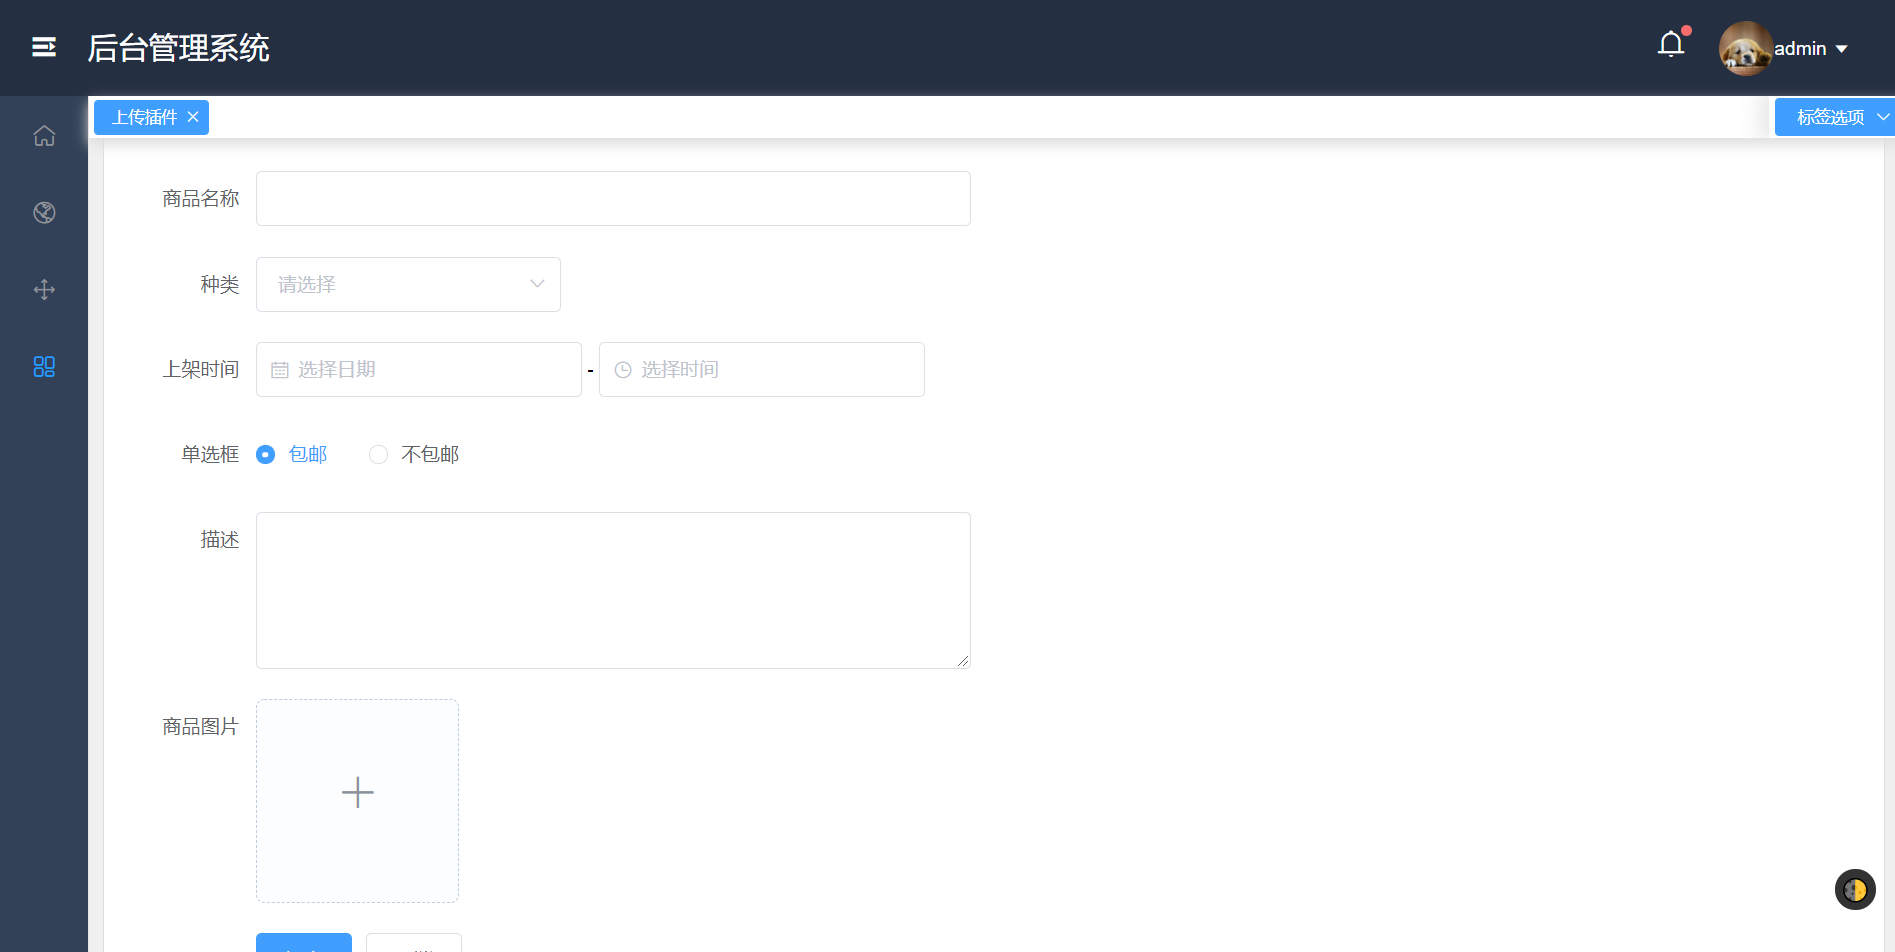 后台管理系统
admin
上传插件
标签选项
商品名称
种类 请选择
上架时间 选择日期 - 选择时间
单选框 包邮 不包邮
描述
商品图片